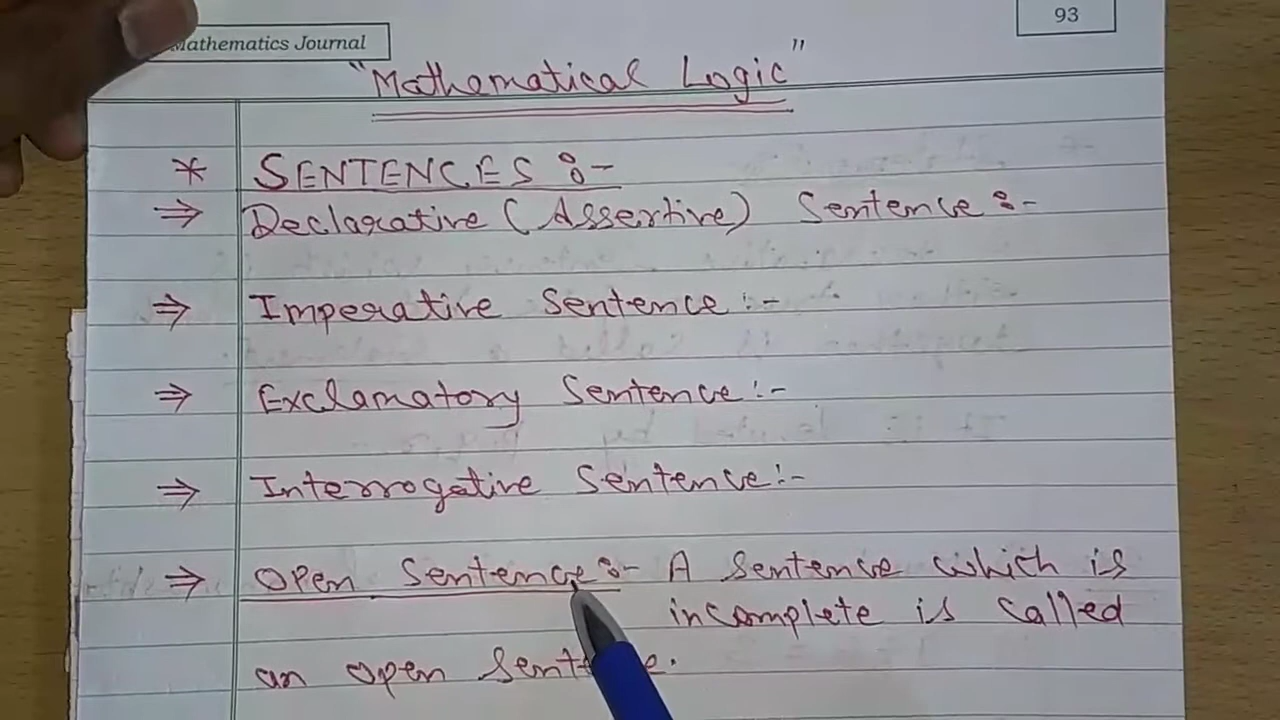 Mathematics Journal
93
"Mathematical Logic"
* SENTENCES :-
⇒ Declarative (Assertive) Sentence :-
⇒ Imperative Sentence :-
⇒ Exclamatory Sentence :-
⇒ Interrogative Sentence :-
⇒ Open Sentence :- A Sentence which is
incomplete is called
an open Sentence.